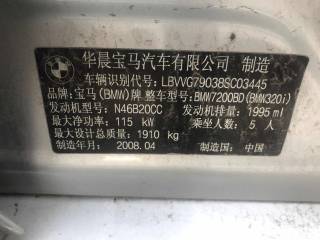 华晨宝马汽车有限公司 制造
车辆识别代号: LBVVG79038SC03445
品牌: 宝马(BMW)牌 整车型号: BMW7200BD(BMW320i)
发动机型号: N46B20CC 发动机排量: 1995 ml
最大净功率: 115 kW 乘坐人数: 5 人
最大设计总质量: 1910 kg
制造年月: 2008.04 制造国: 中国